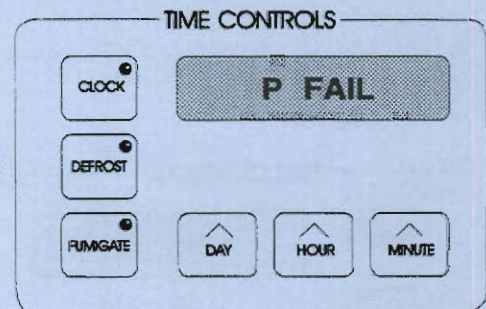 TIME CONTROLS
CLOCK
P FAIL
DEFROST
FUMIGATE
DAY
HOUR
MINUTE